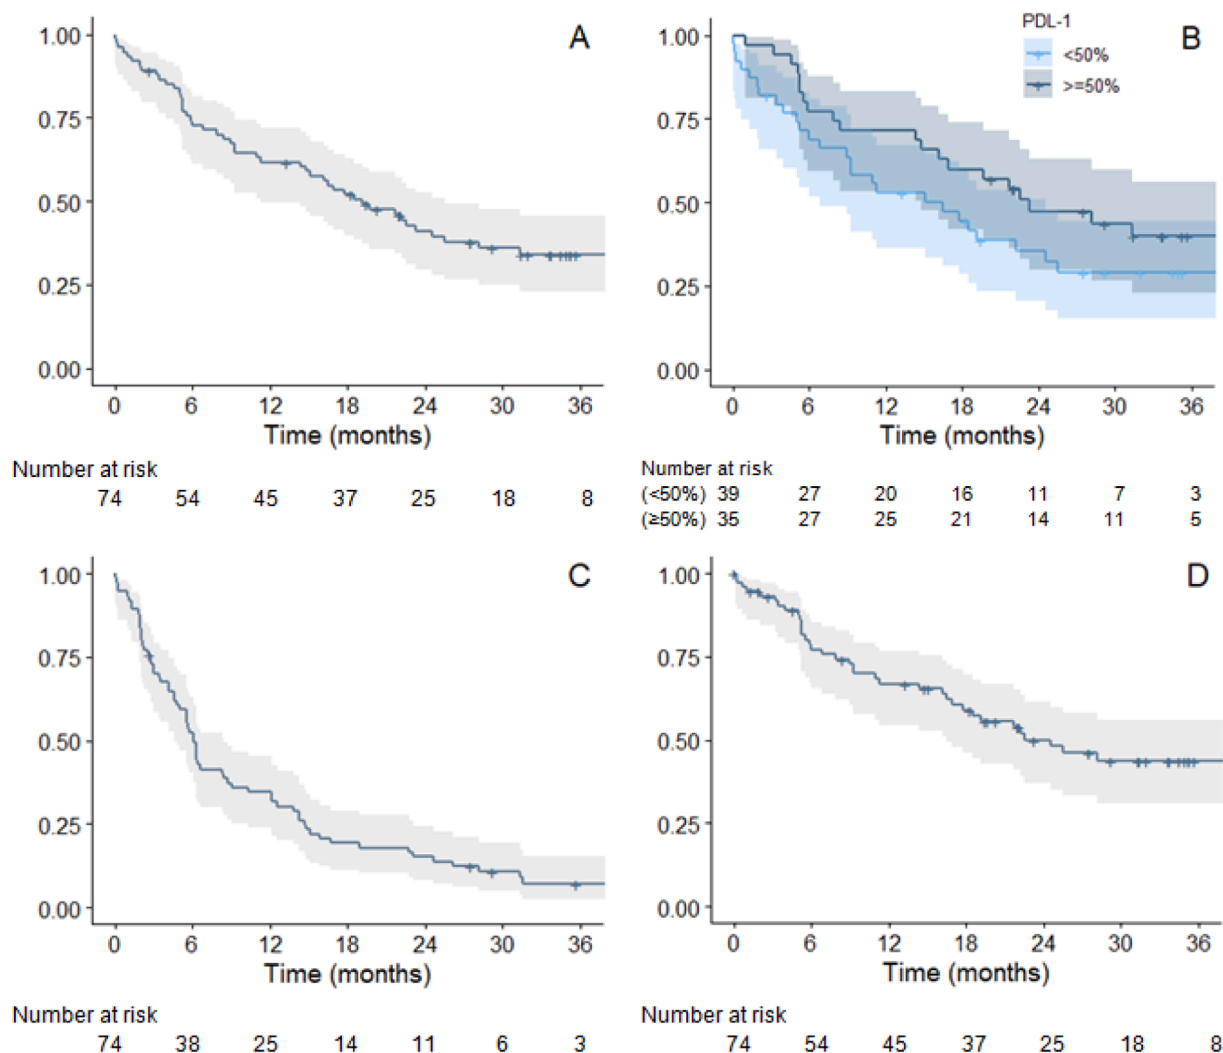 A
1.00
0.75
0.50
0.25
0.00
0 6 12 18 24 30 36
Time (months)
Number at risk
74 54 45 37 25 18 8
B
PDL-1
<50%
>=50%
1.00
0.75
0.50
0.25
0.00
0 6 12 18 24 30 36
Time (months)
Number at risk
(<50%) 39 27 20 16 11 7 3
(≥50%) 35 27 25 21 14 11 5
C
1.00
0.75
0.50
0.25
0.00
0 6 12 18 24 30 36
Time (months)
Number at risk
74 38 25 14 11 6 3
D
1.00
0.75
0.50
0.25
0.00
0 6 12 18 24 30 36
Time (months)
Number at risk
74 54 45 37 25 18 8